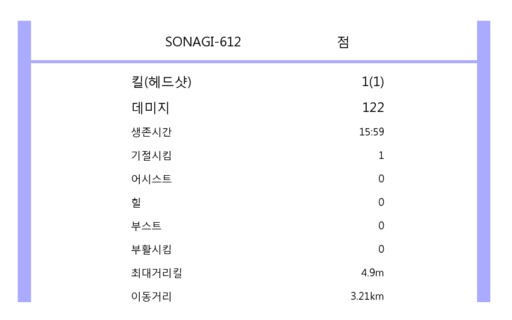 SONAGI-612 점
킬(헤드샷) 1(1)
데미지 122
생존시간 15:59
기절시킴 1
어시스트 0
힐 0
부스트 0
부활시킴 0
최대거리킬 4.9m
이동거리 3.21km